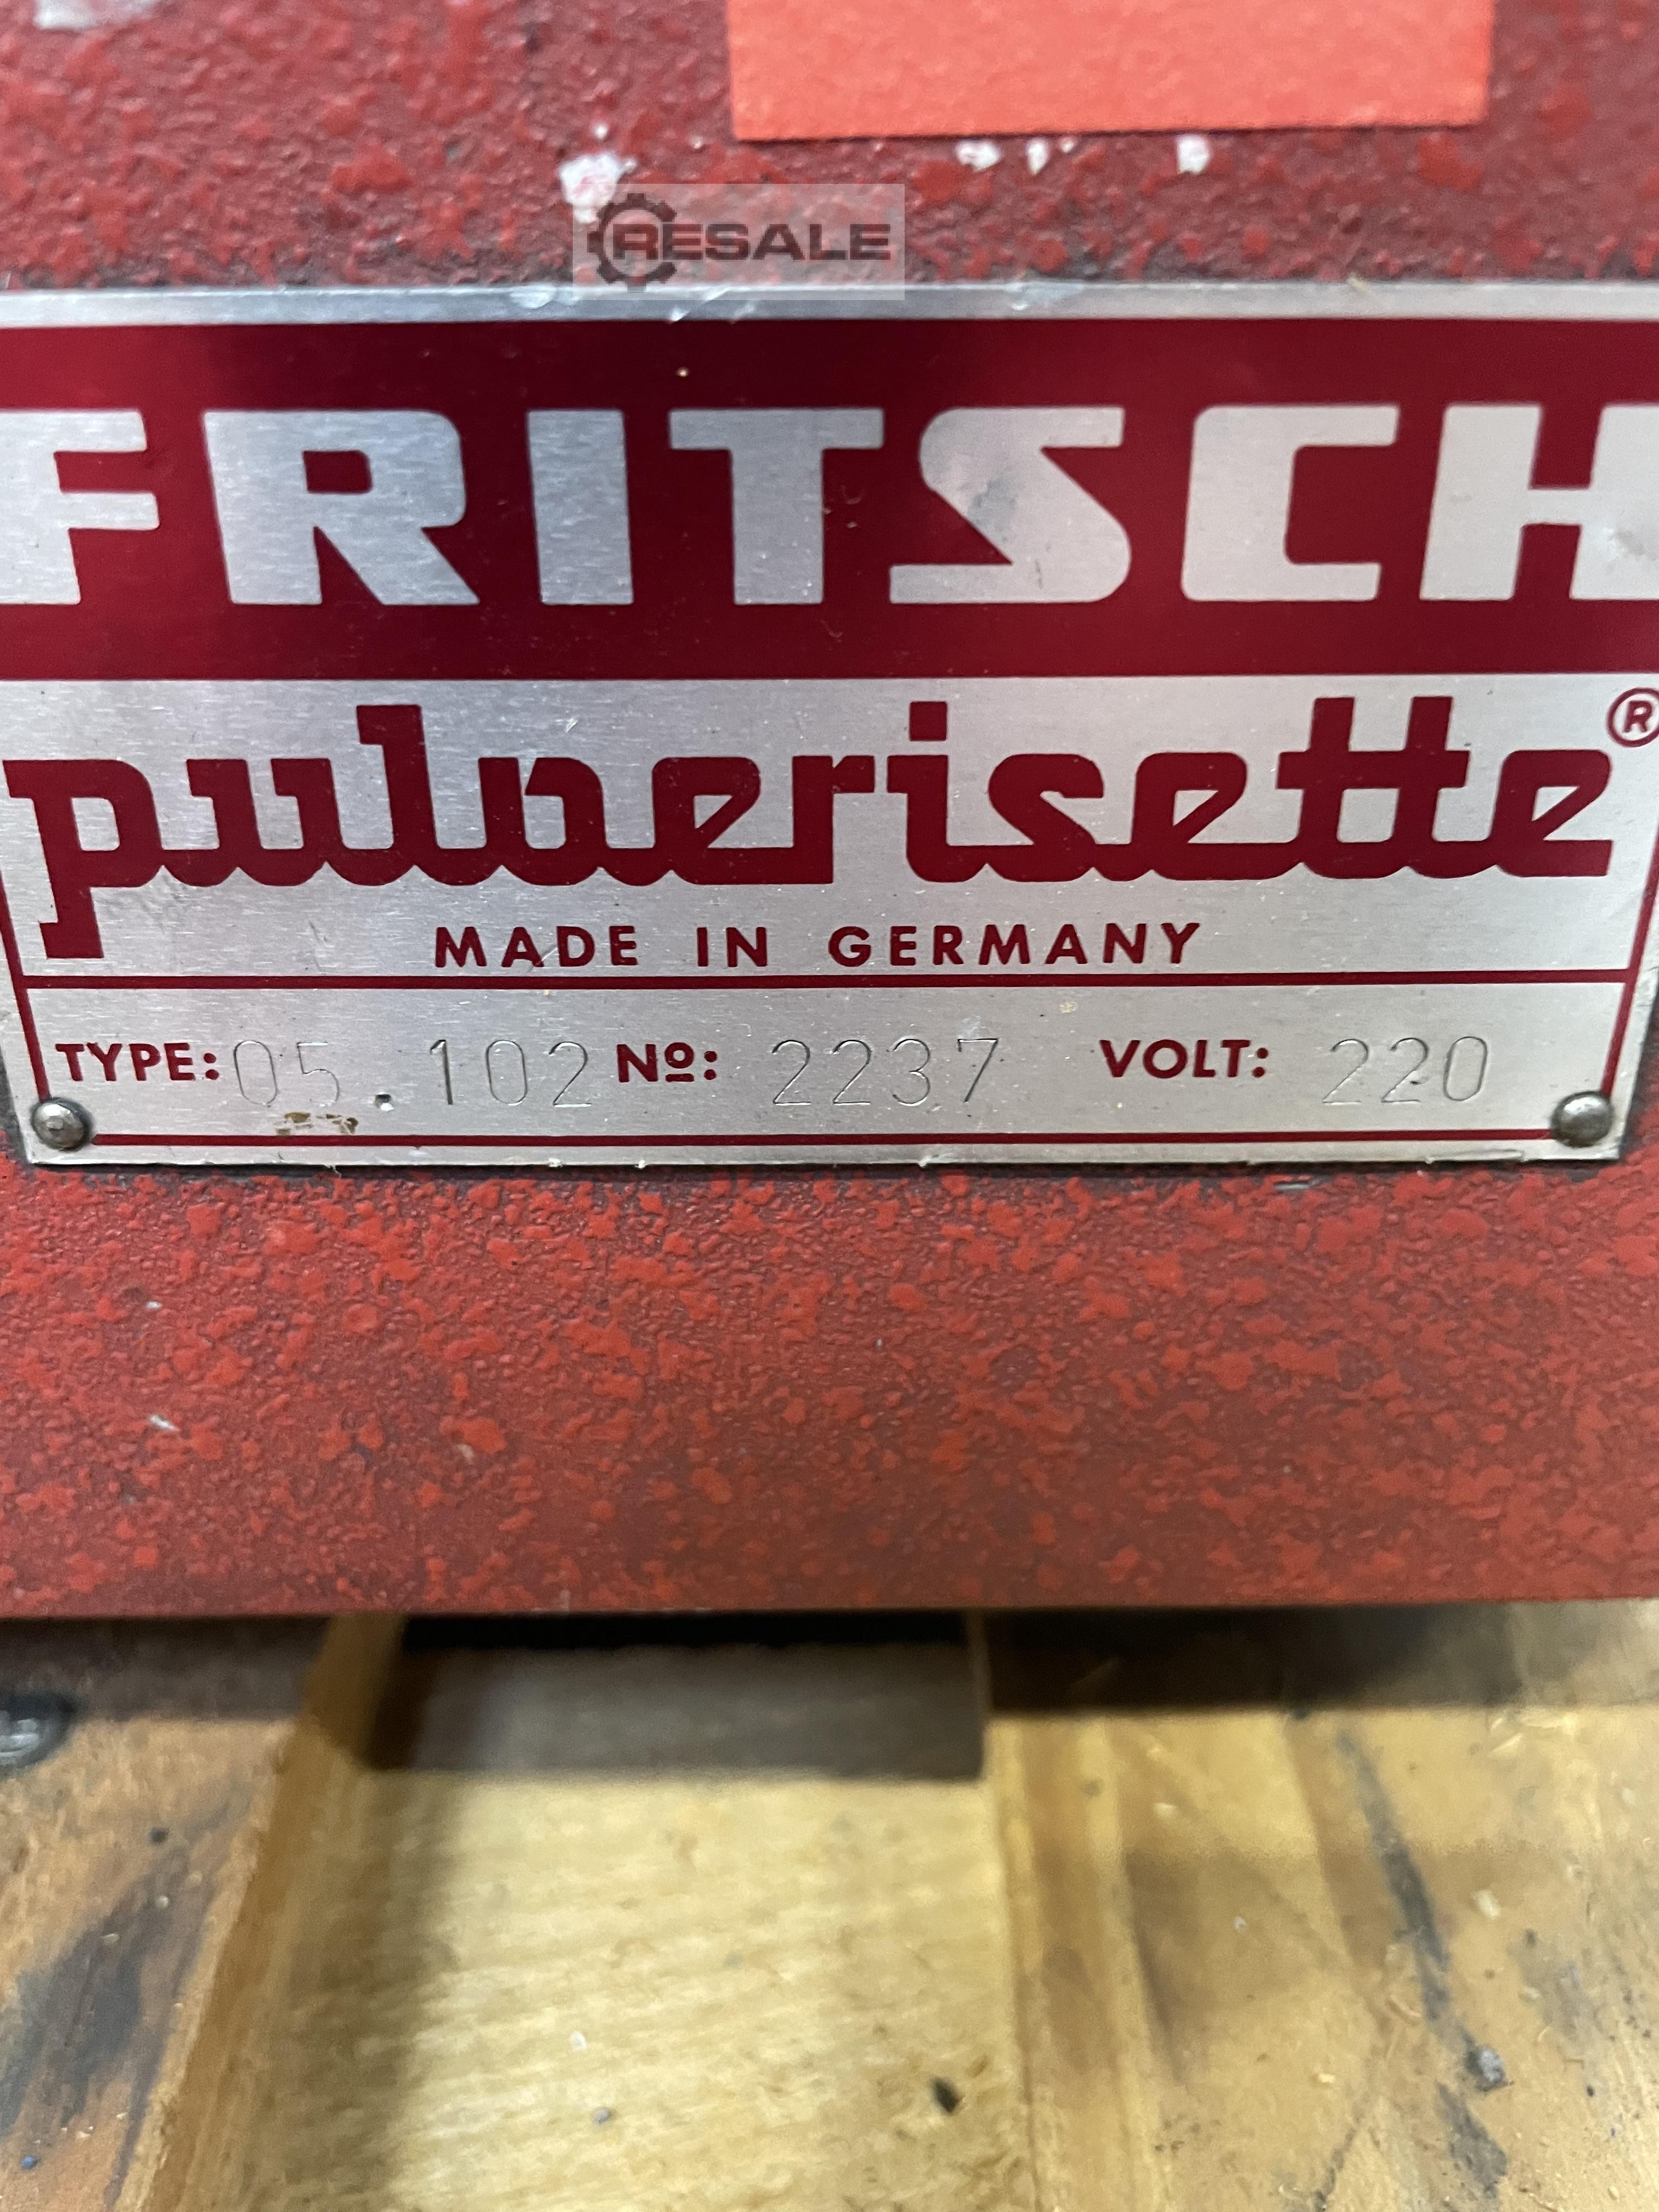 RESALE
FRITSCH
pulverisette®
MADE IN GERMANY
TYPE: 05.102 Nº: 2237 VOLT: 220